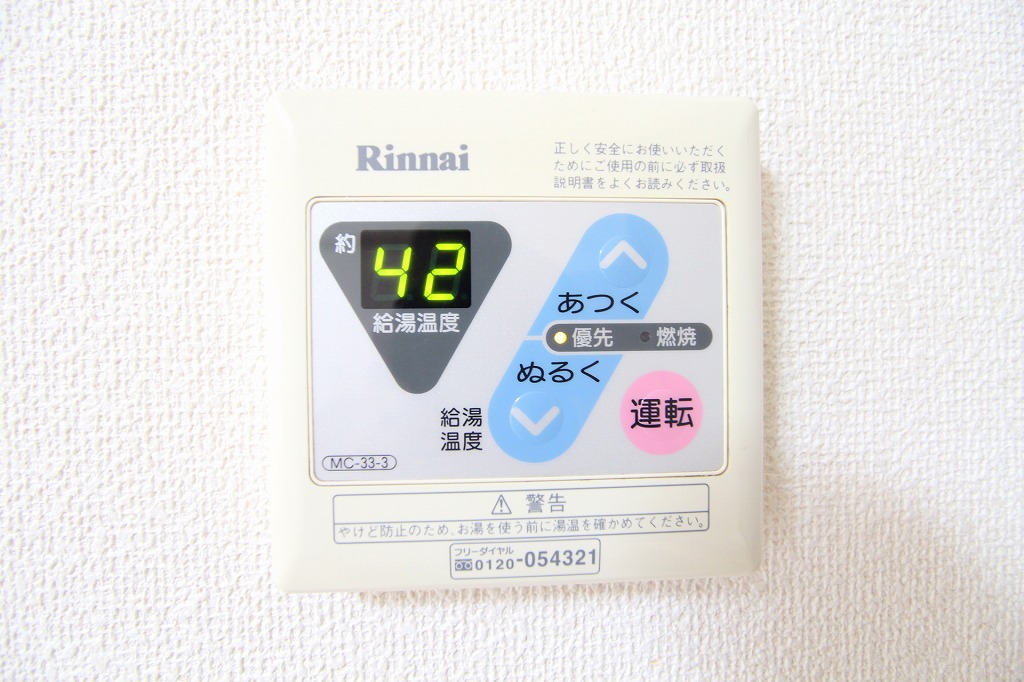 Rinnai
正しく安全にお使いいただく
ためにご使用の前に必ず取扱
説明書をよくお読みください。
約
42
給湯温度
あつく
優先 燃焼
ぬるく
給湯
温度
運転
MC-33-3
⚠ 警告
やけど防止のため、お湯を使う前に湯温を確かめてください。
フリーダイヤル
0120-054321